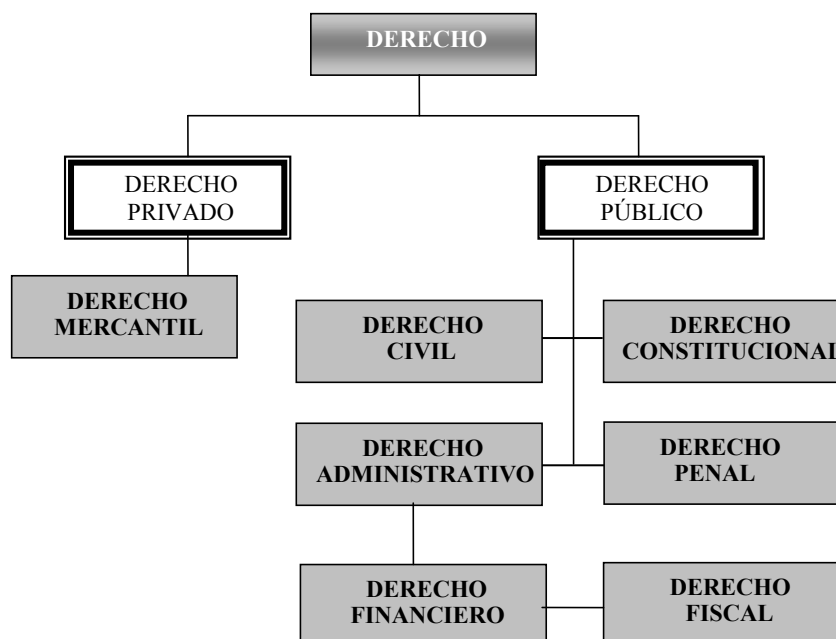 DERECHO
DERECHO
PRIVADO
DERECHO
PÚBLICO
DERECHO
MERCANTIL
DERECHO
CIVIL
DERECHO
CONSTITUCIONAL
DERECHO
ADMINISTRATIVO
DERECHO
PENAL
DERECHO
FINANCIERO
DERECHO
FISCAL